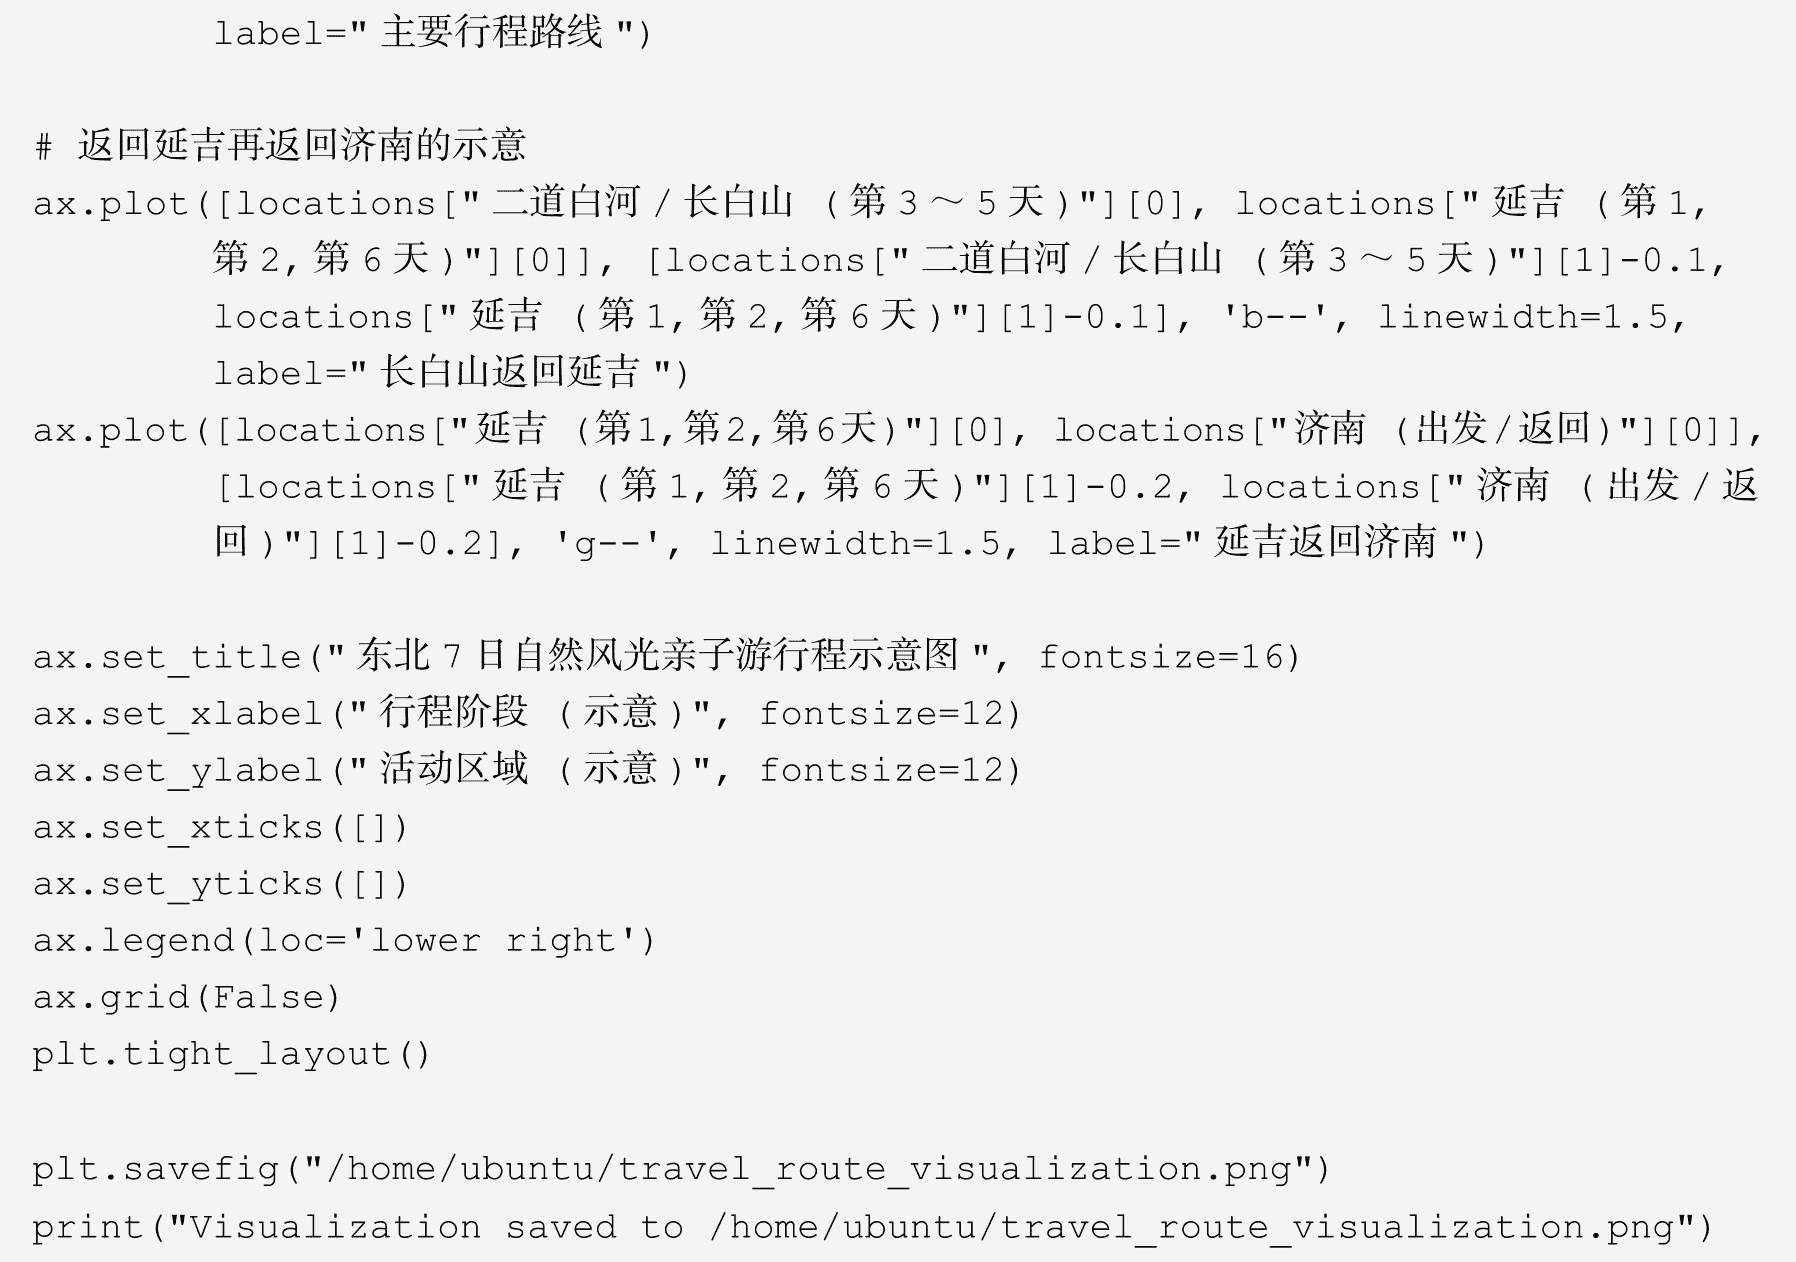 label="主要行程路线")
# 返回延吉再返回济南的示意
ax.plot([locations["二道白河/长白山 (第3～5天)"][0], locations["延吉 (第1,
第2,第6天)"][0]], [locations["二道白河/长白山 (第3～5天)"][1]-0.1,
locations["延吉 (第1,第2,第6天)"][1]-0.1], 'b--', linewidth=1.5,
label="长白山返回延吉")
ax.plot([locations["延吉 (第1,第2,第6天)"][0], locations["济南 (出发/返回)"][0]],
[locations["延吉 (第1,第2,第6天)"][1]-0.2, locations["济南 (出发/返
回)"][1]-0.2], 'g--', linewidth=1.5, label="延吉返回济南")
ax.set_title("东北7日自然风光亲子游行程示意图", fontsize=16)
ax.set_xlabel("行程阶段 (示意)", fontsize=12)
ax.set_ylabel("活动区域 (示意)", fontsize=12)
ax.set_xticks([])
ax.set_yticks([])
ax.legend(loc='lower right')
ax.grid(False)
plt.tight_layout()
plt.savefig("/home/ubuntu/travel_route_visualization.png")
print("Visualization saved to /home/ubuntu/travel_route_visualization.png")